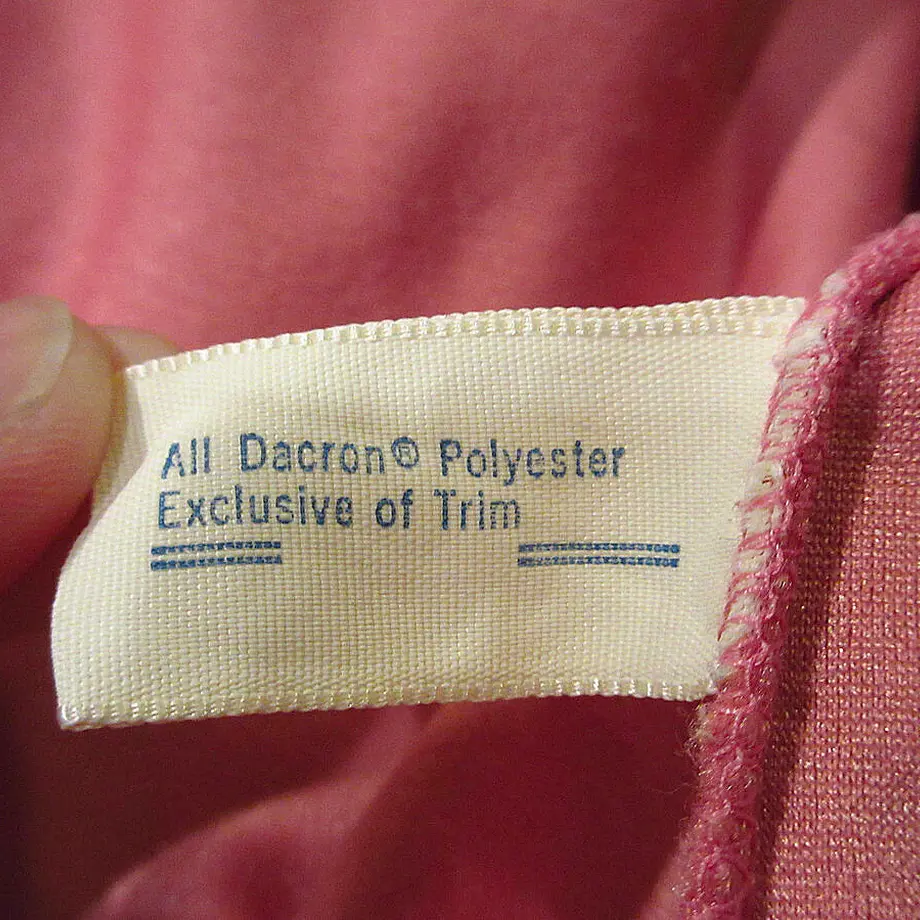 All Dacron® Polyester
Exclusive of Trim